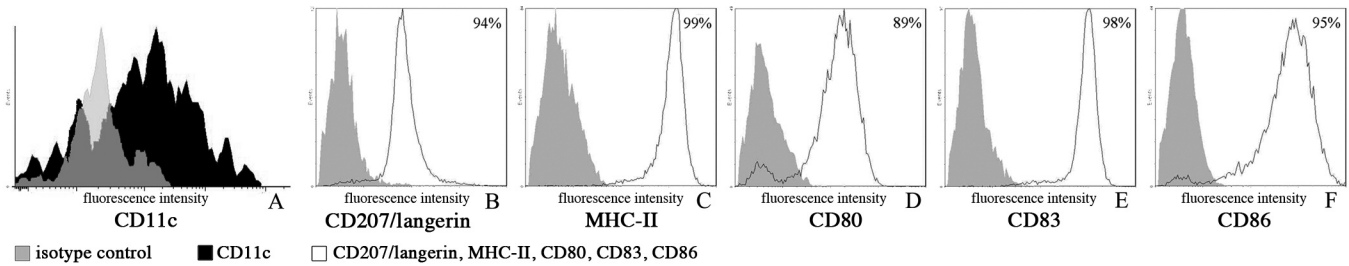 94%
99%
89%
98%
95%
fluorescence intensity
A
CD11c
fluorescence intensity
B
CD207/langerin
fluorescence intensity
C
MHC-II
fluorescence intensity
D
CD80
fluorescence intensity
E
CD83
fluorescence intensity
F
CD86
isotype control
CD11c
CD207/langerin, MHC-II, CD80, CD83, CD86